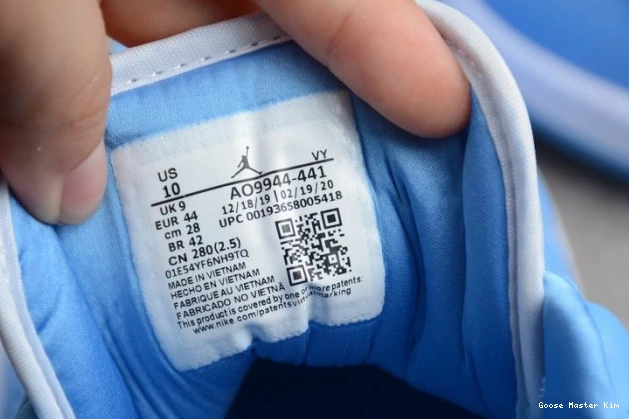 US
10
VY
AO9944-441
UK 9
12/18/19 | 02/19/20
EUR 44
UPC 00193658005418
cm 28
BR 42
CN 280(2.5)
01E54YF6NH9TQ
MADE IN VIETNAM
HECHO EN VIETNAM
FABRIQUE AU VIETNAM
FABRICADO NO VIETNA
This product is covered by one or more patents:
www.nike.com/patents
marking
Goose Master Kim